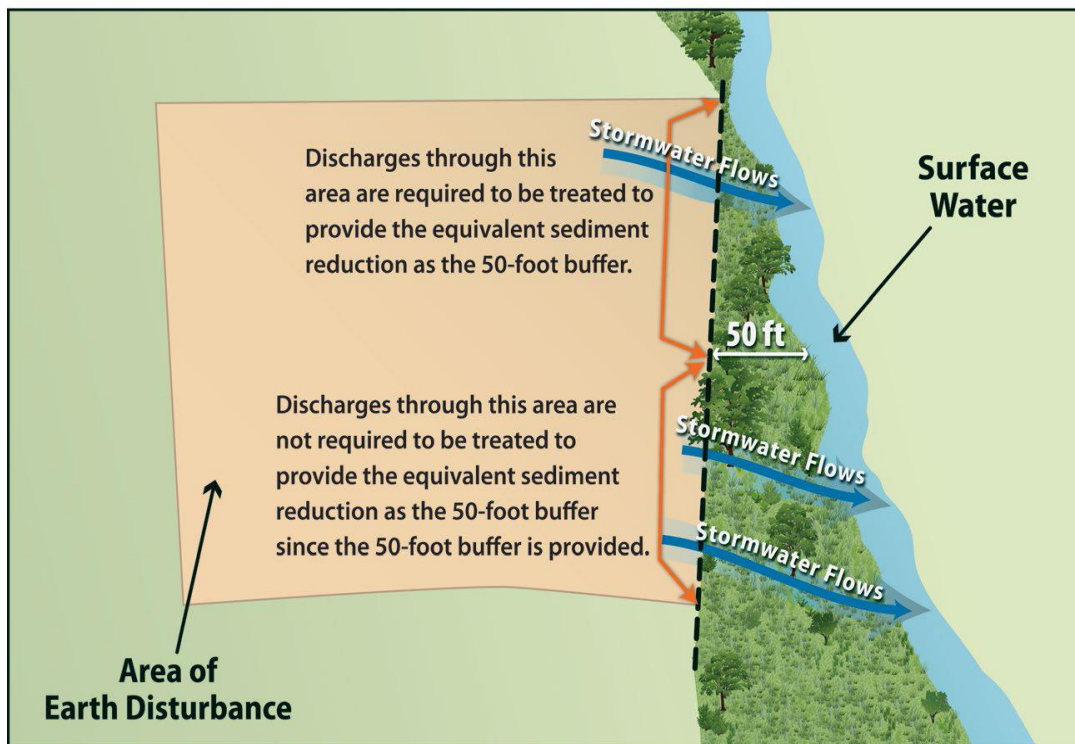 Stormwater Flows
Discharges through this
area are required to be treated to
provide the equivalent sediment
reduction as the 50-foot buffer.
Surface
Water
50 ft
Discharges through this area are
not required to be treated to
provide the equivalent sediment
reduction as the 50-foot buffer
since the 50-foot buffer is provided.
Stormwater Flows
Stormwater Flows
Area of
Earth Disturbance